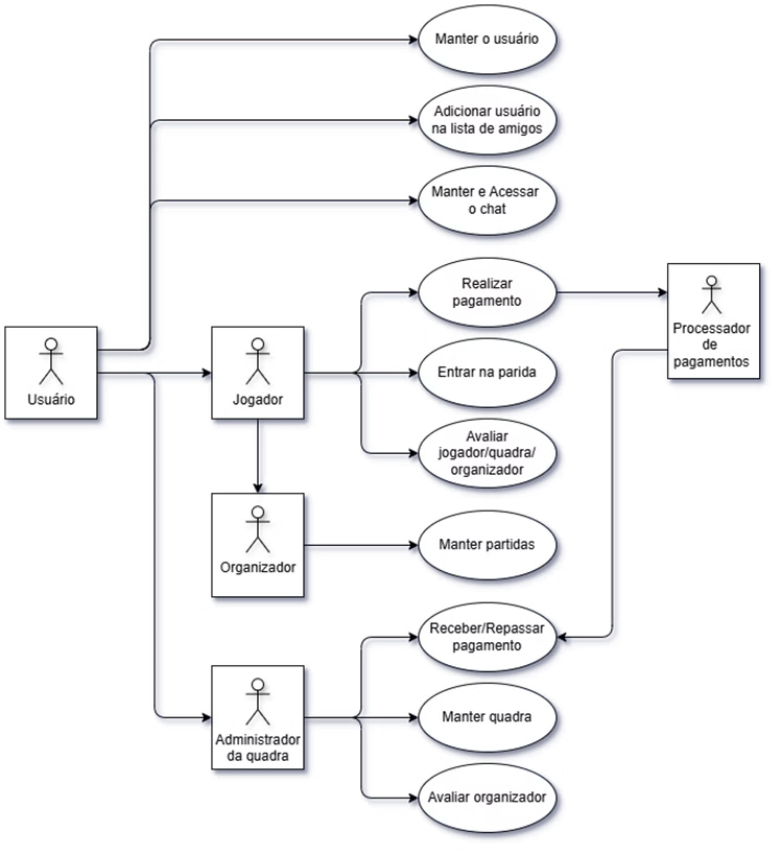 Manter o usuário
Adicionar usuário
na lista de amigos
Manter e Acessar
o chat
Realizar
pagamento
Processador
de
pagamentos
Usuário
Jogador
Entrar na parida
Avaliar
jogador/quadra/
organizador
Organizador
Manter partidas
Receber/Repassar
pagamento
Administrador
da quadra
Manter quadra
Avaliar organizador